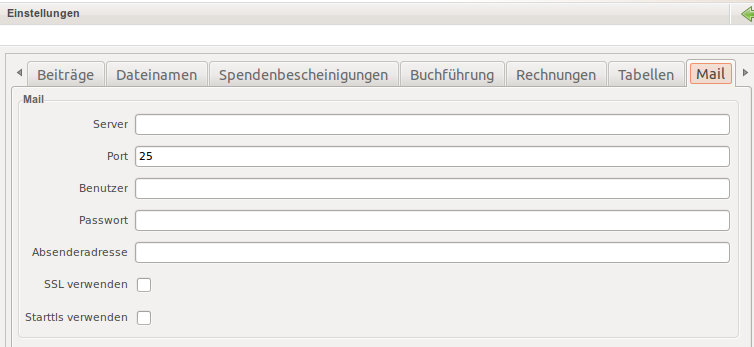 Einstellungen
Beiträge Dateinamen Spendenbescheinigungen Buchführung Rechnungen Tabellen Mail
Mail
Server
Port 25
Benutzer
Passwort
Absenderadresse
SSL verwenden
Starttls verwenden